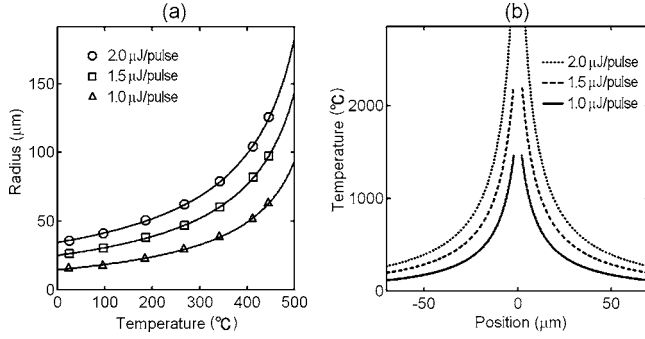 (a)
150
100
50
0
0
100
200
300
400
500
Radius (μm)
Temperature (℃)
2.0 μJ/pulse
1.5 μJ/pulse
1.0 μJ/pulse
(b)
2000
1000
0
-50
0
50
Temperature (℃)
Position (μm)
2.0 μJ/pulse
1.5 μJ/pulse
1.0 μJ/pulse